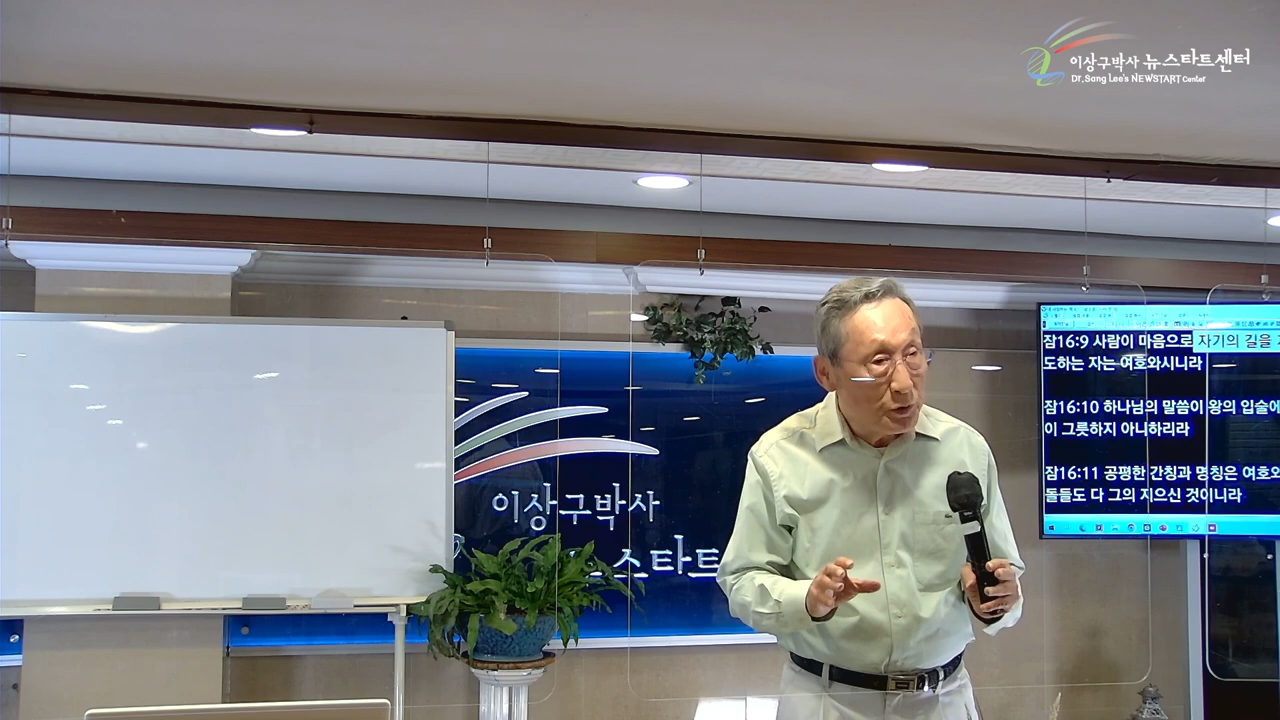 이상구박사 뉴스타트센터
Dr. Sang Lee's NEWSTART Center
잠16:9 사람이 마음으로 자기의 길을
도하는 자는 여호와시니라
잠16:10 하나님의 말씀이 왕의 입술에
이 그릇하지 아니하리라
잠16:11 공평한 간칭과 명칭은 여호와
돌들도 다 그의 지으신 것이니라
이상구박사
스타트